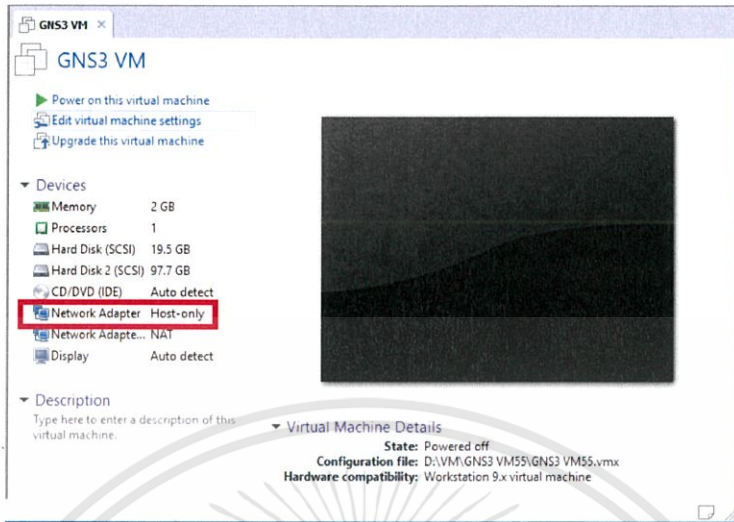 GNS3 VM
GNS3 VM
Power on this virtual machine
Edit virtual machine settings
Upgrade this virtual machine
Devices
Memory 2 GB
Processors 1
Hard Disk (SCSI) 19.5 GB
Hard Disk 2 (SCSI) 97.7 GB
CD/DVD (IDE) Auto detect
Network Adapter Host-only
Network Adapte... NAT
Display Auto detect
Description
Type here to enter a description of this
virtual machine.
Virtual Machine Details
State: Powered off
Configuration file: D:\VM\GNS3 VM55\GNS3 VM55.vmx
Hardware compatibility: Workstation 9.x virtual machine